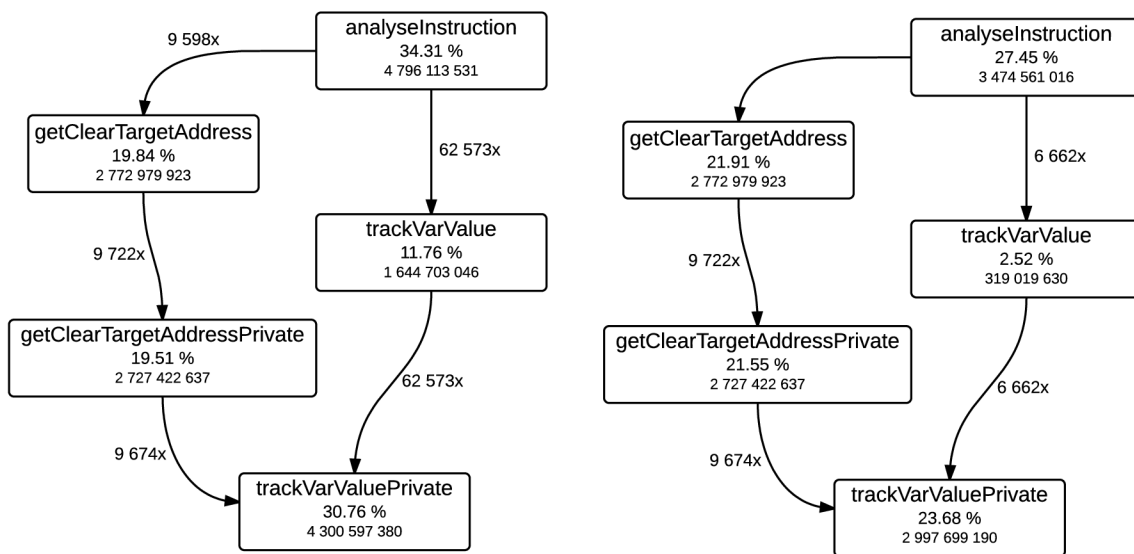 analyseInstruction
34.31 %
4 796 113 531
9 598x
getClearTargetAddress
19.84 %
2 772 979 923
62 573x
trackVarValue
11.76 %
1 644 703 046
9 722x
getClearTargetAddressPrivate
19.51 %
2 727 422 637
62 573x
9 674x
trackVarValuePrivate
30.76 %
4 300 597 380
analyseInstruction
27.45 %
3 474 561 016
getClearTargetAddress
21.91 %
2 772 979 923
6 662x
trackVarValue
2.52 %
319 019 630
9 722x
getClearTargetAddressPrivate
21.55 %
2 727 422 637
6 662x
9 674x
trackVarValuePrivate
23.68 %
2 997 699 190